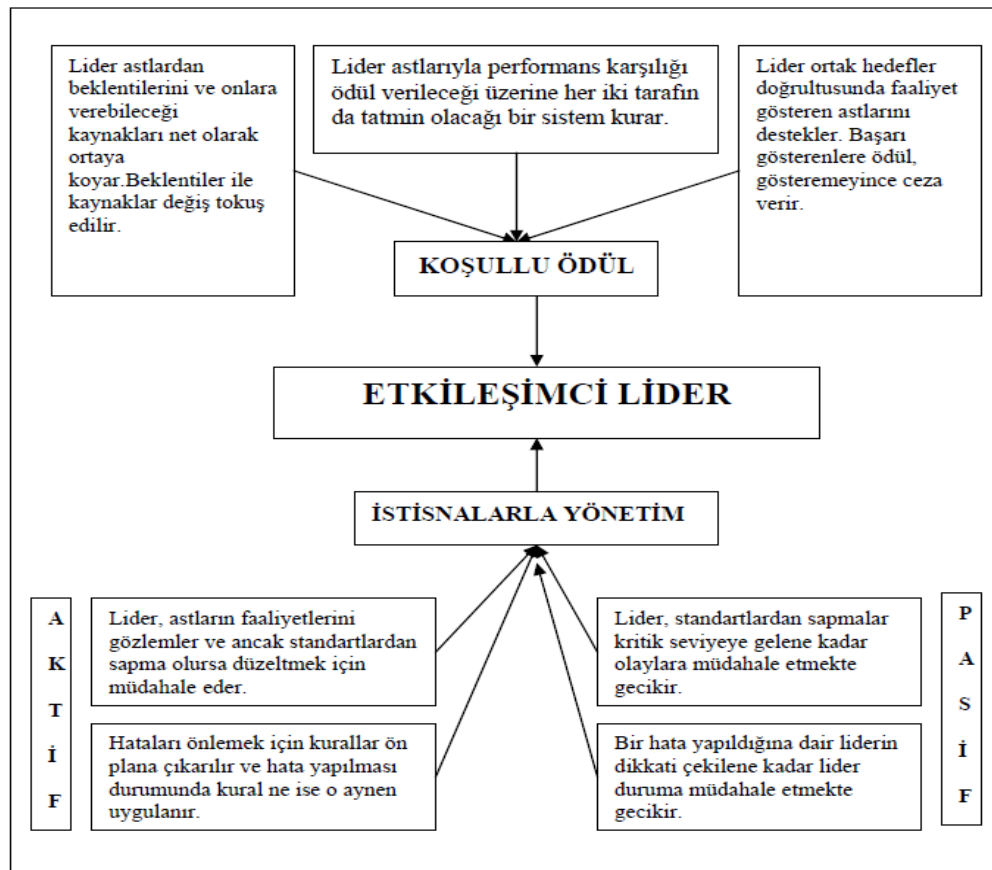 Lider astlardan
beklentilerini ve onlara
verebileceği
kaynakları net olarak
ortaya
koyar.Beklentiler ile
kaynaklar değiş tokuş
edilir.
Lider astlarıyla performans karşılığı
ödül verileceği üzerine her iki tarafın
da tatmin olacağı bir sistem kurar.
Lider ortak hedefler
doğrultusunda faaliyet
gösteren astlarını
destekler. Başarı
gösterenlere ödül,
gösteremeyince ceza
verir.
KOŞULLU ÖDÜL
ETKİLEŞİMCİ LİDER
İSTİSNALARLA YÖNETİM
A
K
T
İ
F
Lider, astların faaliyetlerini
gözlemler ve ancak standartlardan
sapma olursa düzeltmek için
müdahale eder.
Hataları önlemek için kurallar ön
plana çıkarılır ve hata yapılması
durumunda kural ne ise o aynen
uygulanır.
Lider, standartlardan sapmalar
kritik seviyeye gelene kadar
olaylara müdahale etmekte
gecikir.
Bir hata yapıldığına dair liderin
dikkati çekilene kadar lider
duruma müdahale etmekte
gecikir.
P
A
S
İ
F